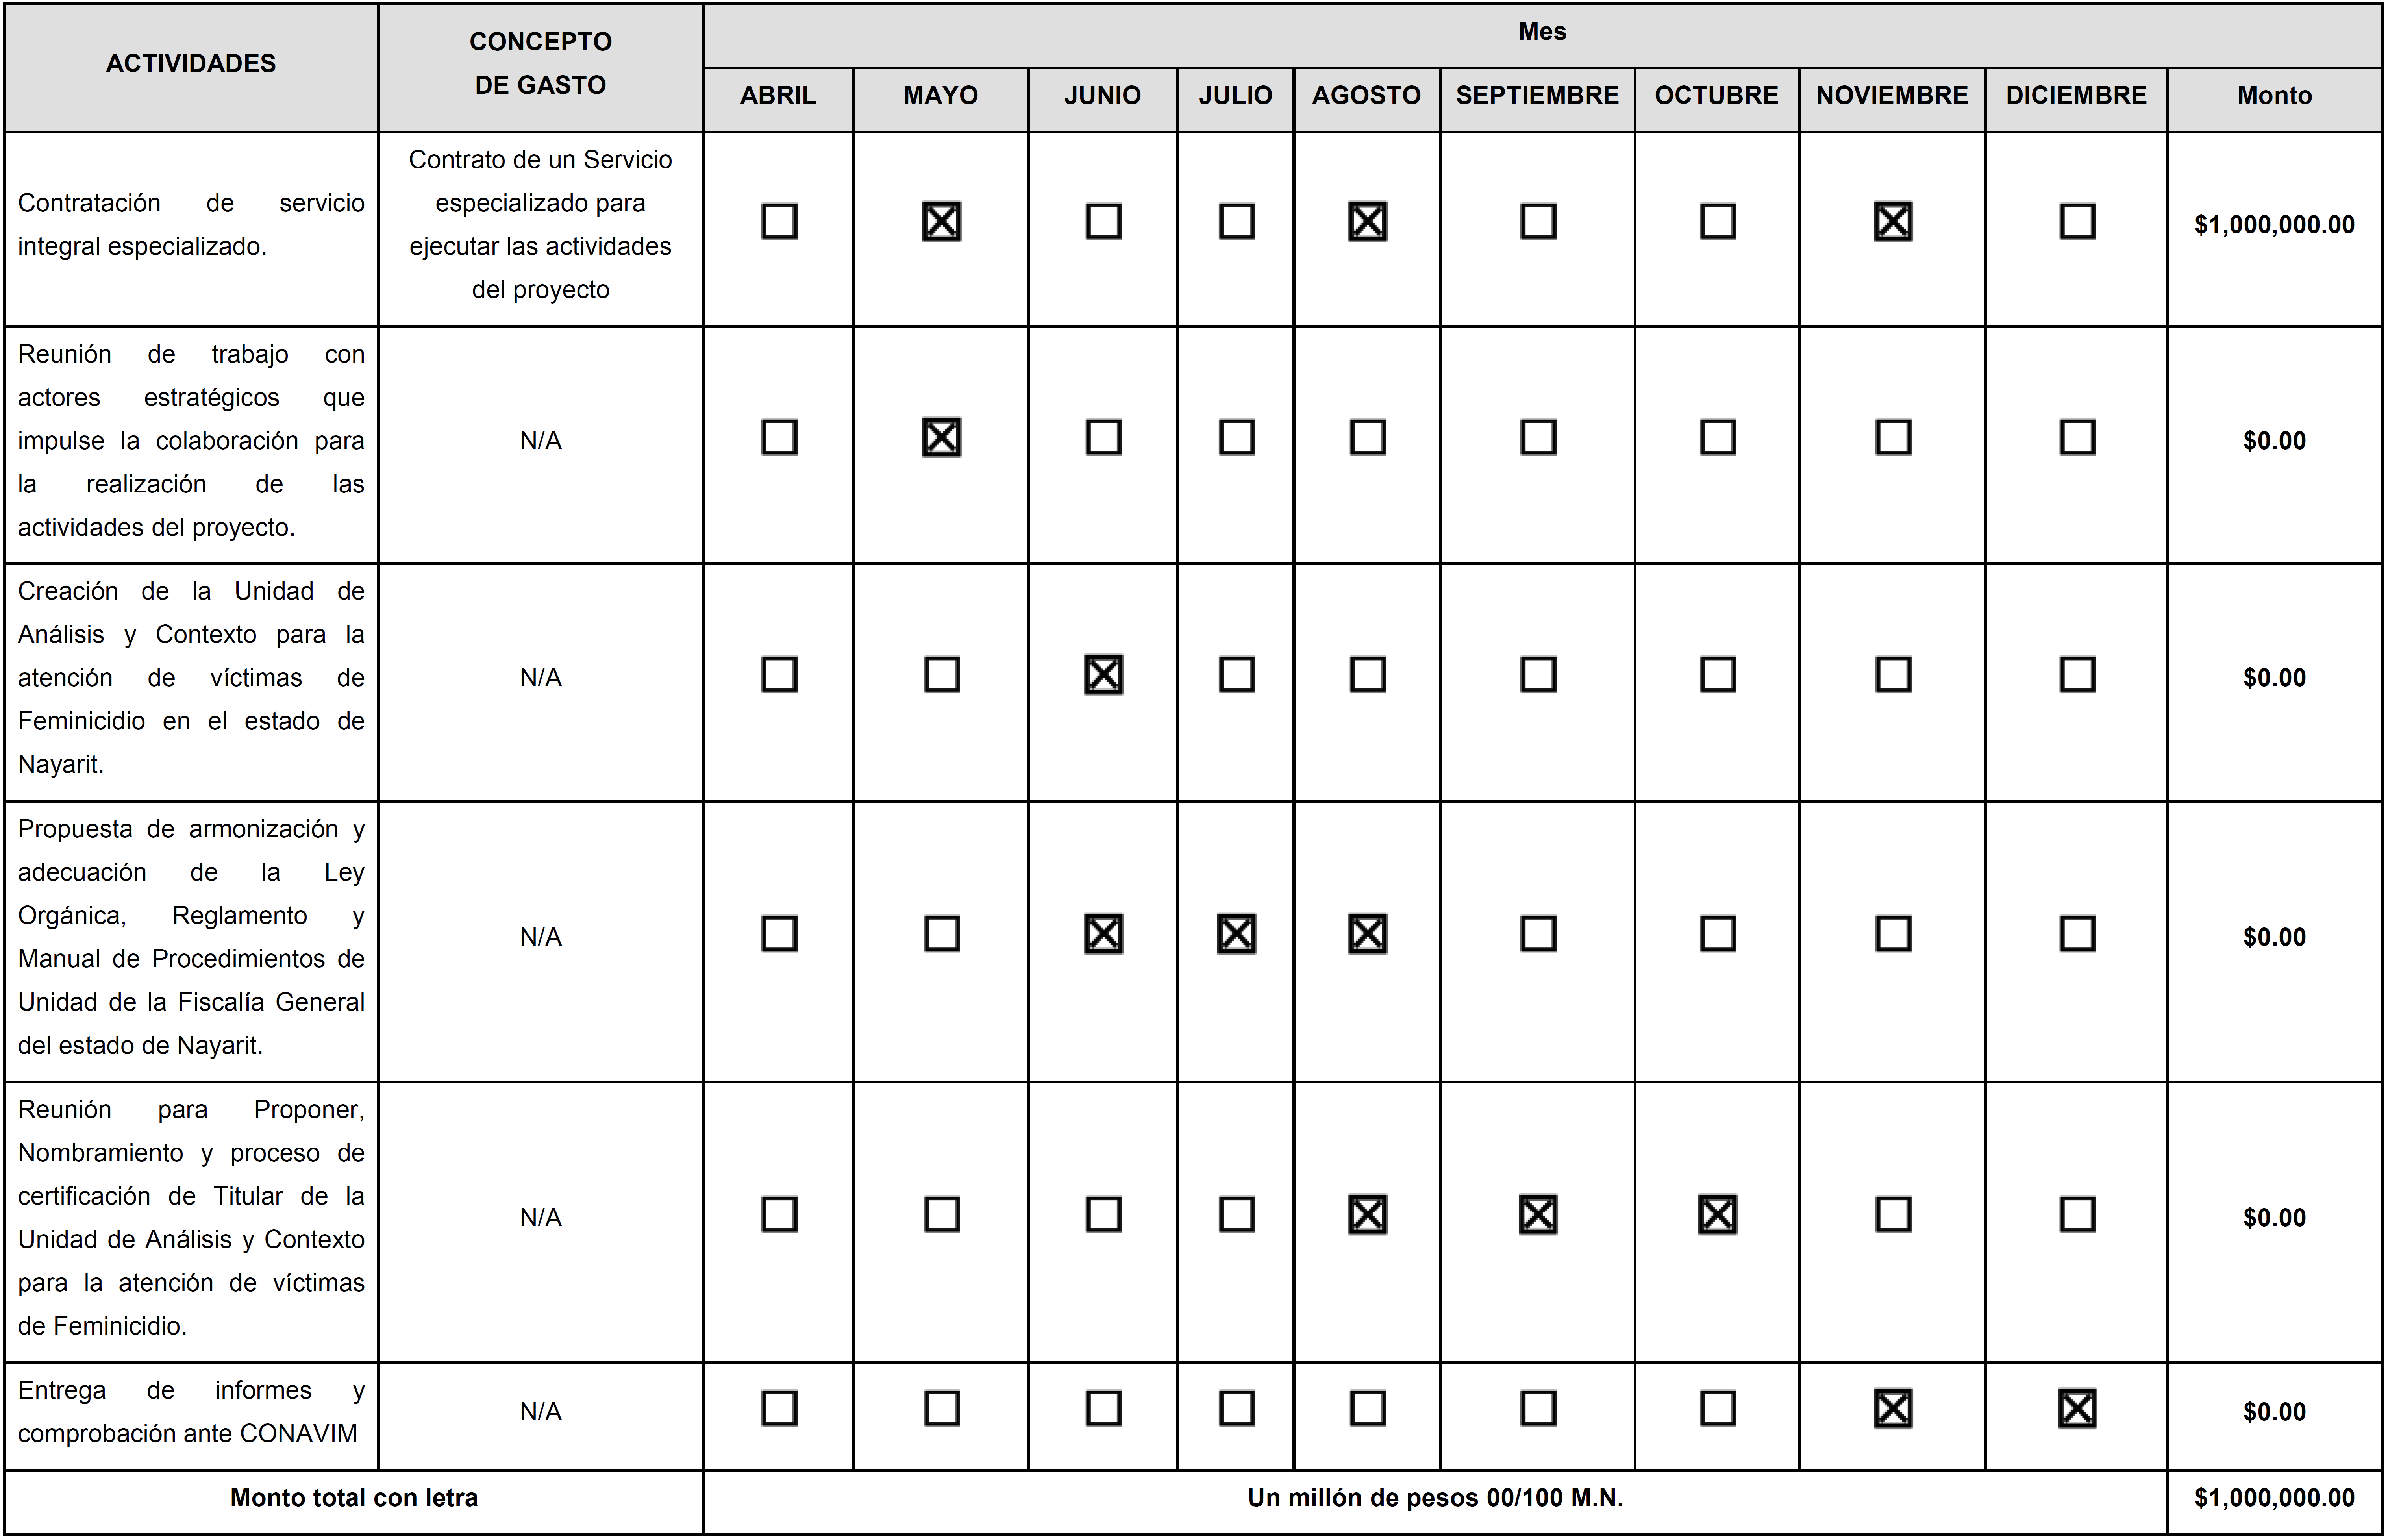 ACTIVIDADES
CONCEPTO
DE GASTO
Mes
ABRIL
MAYO
JUNIO
JULIO
AGOSTO
SEPTIEMBRE
OCTUBRE
NOVIEMBRE
DICIEMBRE
Monto
Contratación de servicio
integral especializado.
Contrato de un Servicio
especializado para
ejecutar las actividades
del proyecto
☐ ☒ ☐ ☐ ☒ ☐ ☐ ☒ ☐
$1,000,000.00
Reunión de trabajo con
actores estratégicos que
impulse la colaboración para
la realización de las
actividades del proyecto.
N/A
☐ ☒ ☐ ☐ ☐ ☐ ☐ ☐ ☐
$0.00
Creación de la Unidad de
Análisis y Contexto para la
atención de víctimas de
Feminicidio en el estado de
Nayarit.
N/A
☐ ☐ ☒ ☐ ☐ ☐ ☐ ☐ ☐
$0.00
Propuesta de armonización y
adecuación de la Ley
Orgánica, Reglamento y
Manual de Procedimientos de
Unidad de la Fiscalía General
del estado de Nayarit.
N/A
☐ ☐ ☒ ☒ ☒ ☐ ☐ ☐ ☐
$0.00
Reunión para Proponer,
Nombramiento y proceso de
certificación de Titular de la
Unidad de Análisis y Contexto
para la atención de víctimas
de Feminicidio.
N/A
☐ ☐ ☐ ☐ ☒ ☒ ☒ ☐ ☐
$0.00
Entrega de informes y
comprobación ante CONAVIM
N/A
☐ ☐ ☐ ☐ ☐ ☐ ☐ ☒ ☒
$0.00
Monto total con letra
Un millón de pesos 00/100 M.N.
$1,000,000.00